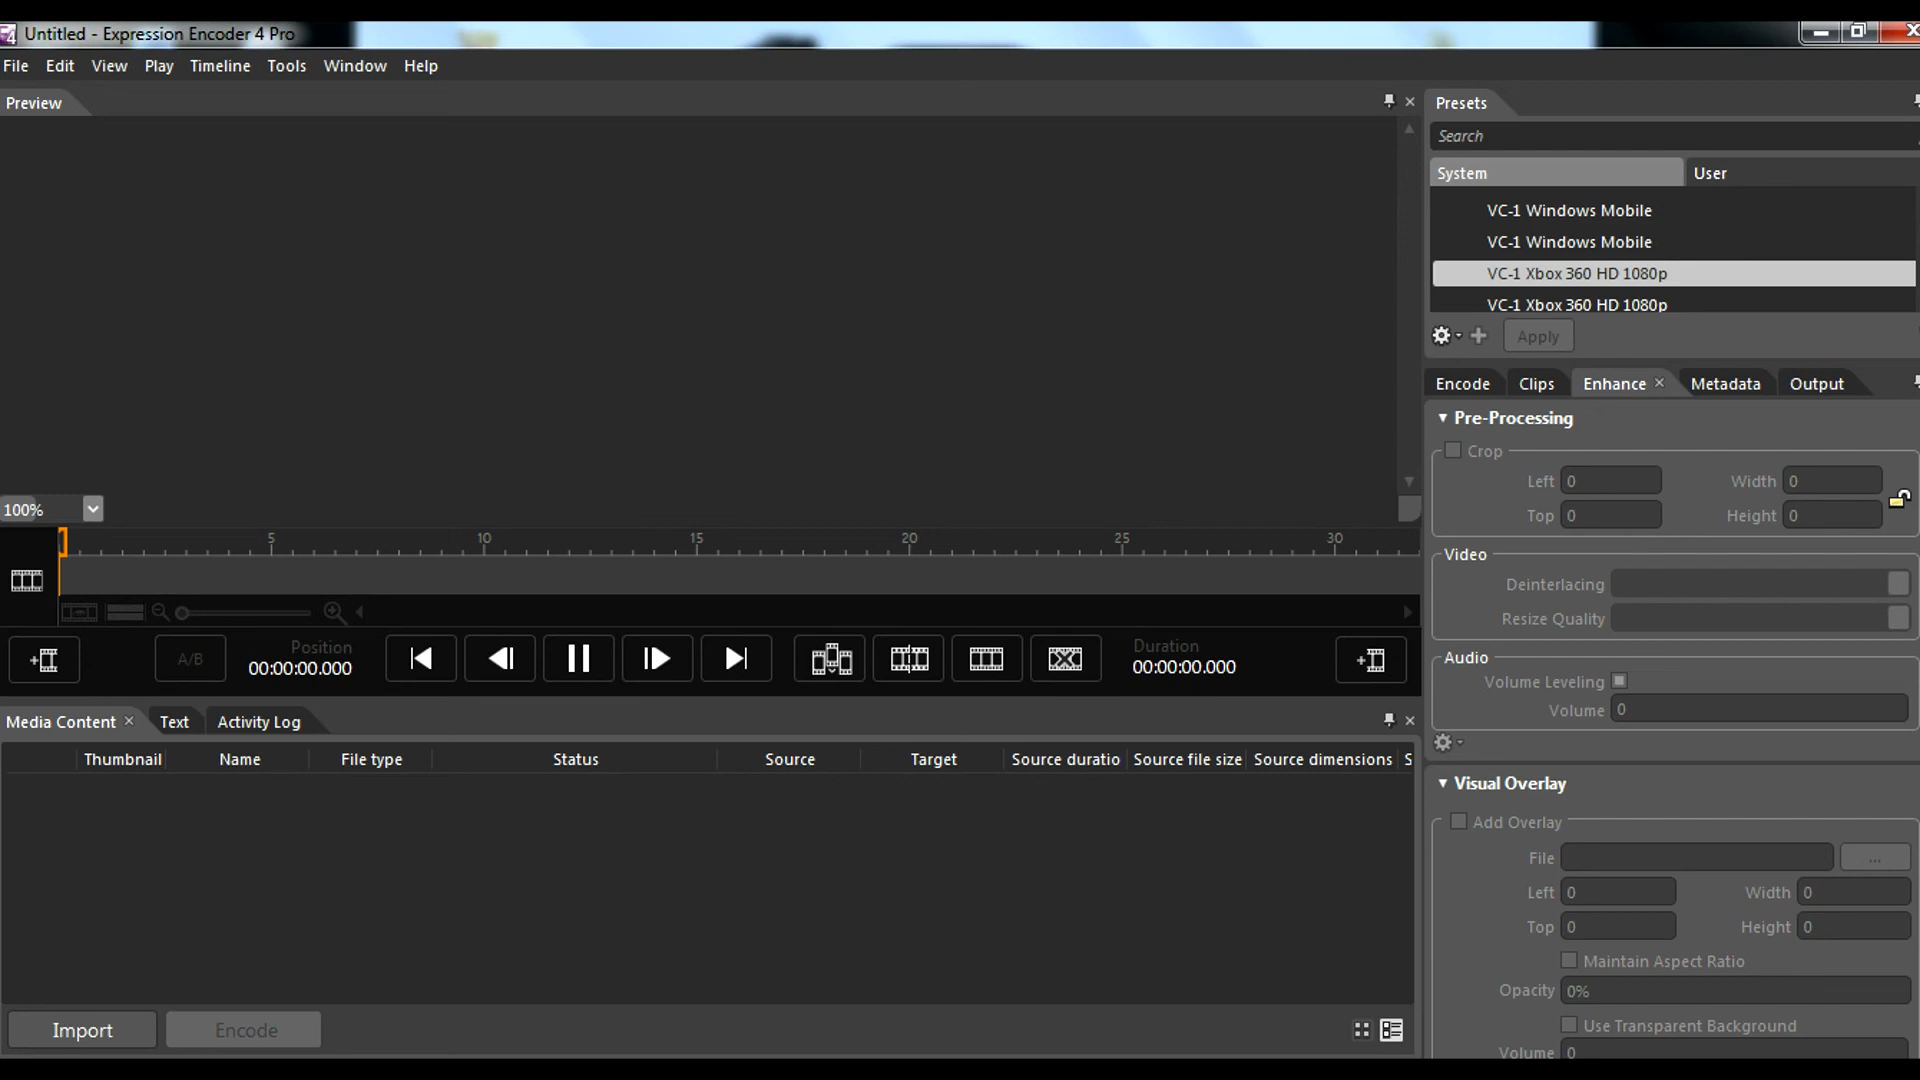 Untitled - Expression Encoder 4 Pro
File Edit View Play Timeline Tools Window Help
Preview
Presets
Search
System User
VC-1 Windows Mobile
VC-1 Windows Mobile
VC-1 Xbox 360 HD 1080p
VC-1 Xbox 360 HD 1080p
Apply
Encode Clips Enhance Metadata Output
Pre-Processing
Crop
Left 0 Width 0
Top 0 Height 0
Video
Deinterlacing
Resize Quality
Audio
Volume Leveling
Volume 0
Visual Overlay
Add Overlay
File ...
Left 0 Width 0
Top 0 Height 0
Maintain Aspect Ratio
Opacity 0%
Use Transparent Background
Volume 0
100%
5 10 15 20 25 30
A/B
Position
00:00:00.000
Duration
00:00:00.000
Media Content Text Activity Log
Thumbnail Name File type Status Source Target Source duratio Source file size Source dimensions S
Import Encode